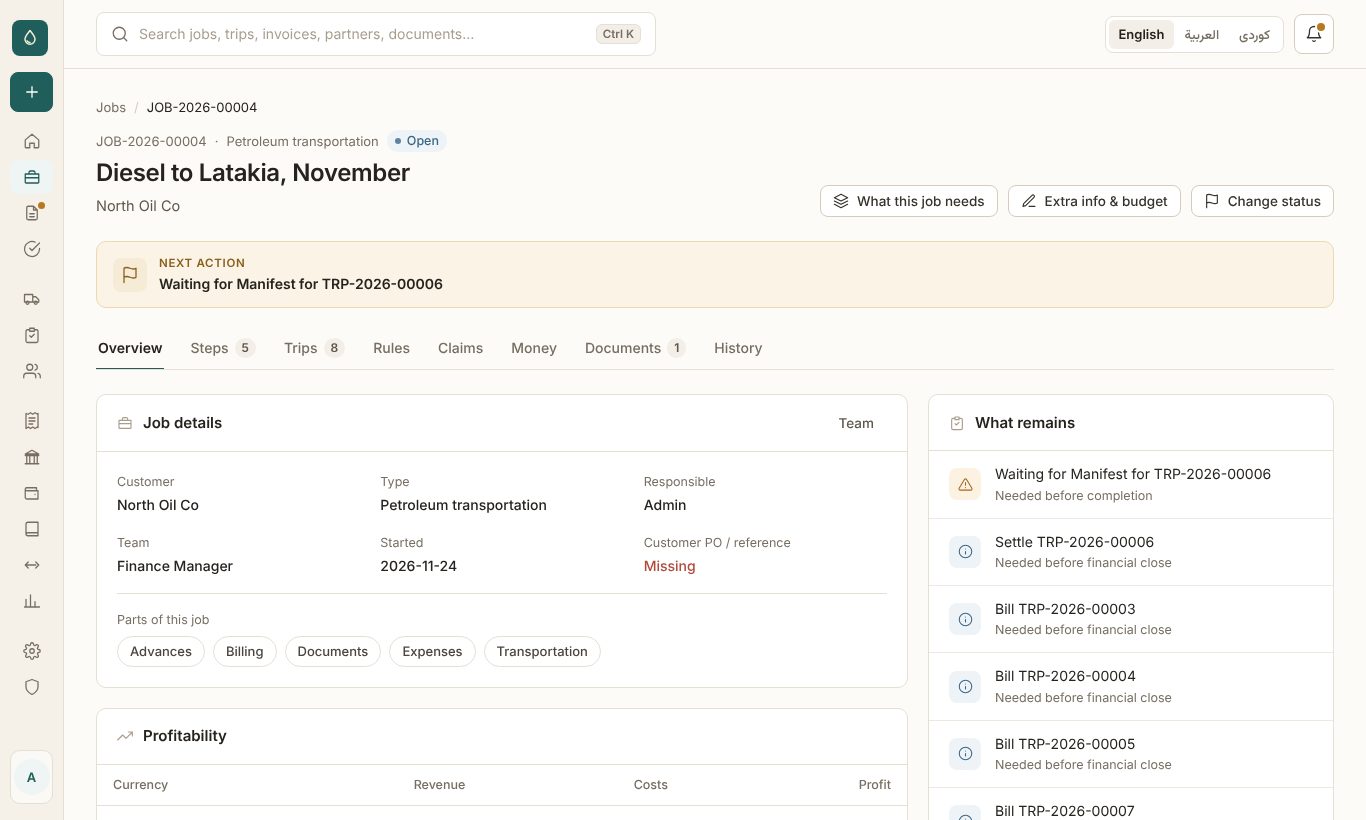 Search jobs, trips, invoices, partners, documents...
Ctrl K
English
العربية
كوردی
Jobs / JOB-2026-00004
JOB-2026-00004 · Petroleum transportation
Open
Diesel to Latakia, November
North Oil Co
What this job needs
Extra info & budget
Change status
NEXT ACTION
Waiting for Manifest for TRP-2026-00006
Overview
Steps 5
Trips 8
Rules
Claims
Money
Documents 1
History
Job details
Team
Customer
North Oil Co
Type
Petroleum transportation
Responsible
Admin
Team
Finance Manager
Started
2026-11-24
Customer PO / reference
Missing
Parts of this job
Advances
Billing
Documents
Expenses
Transportation
Profitability
Currency
Revenue
Costs
Profit
What remains
Waiting for Manifest for TRP-2026-00006
Needed before completion
Settle TRP-2026-00006
Needed before financial close
Bill TRP-2026-00003
Needed before financial close
Bill TRP-2026-00004
Needed before financial close
Bill TRP-2026-00005
Needed before financial close
Bill TRP-2026-00007
A